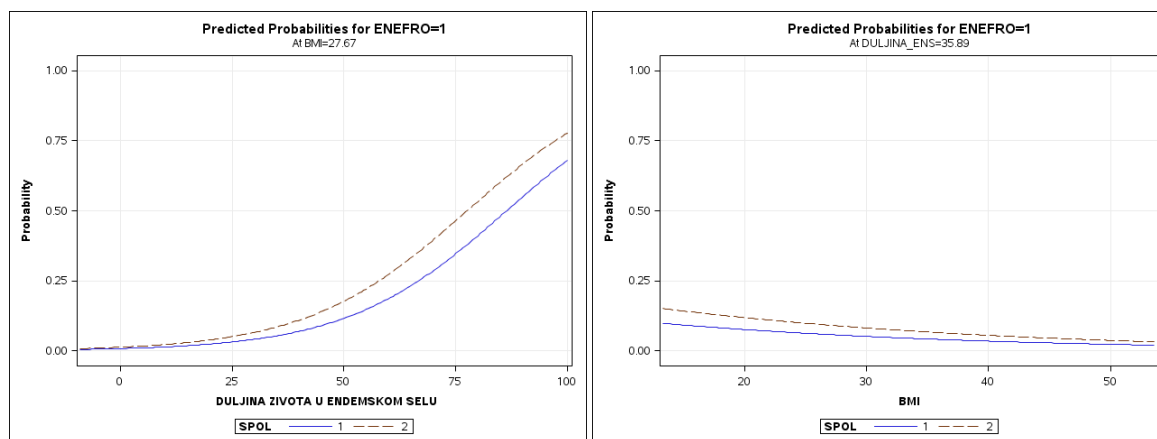 Predicted Probabilities for ENEFRO=1
At BMI=27.67
1.00
0.75
0.50
0.25
0.00
Probability
0
25
50
75
100
DULJINA ZIVOTA U ENDEMSKOM SELU
SPOL 1 2
Predicted Probabilities for ENEFRO=1
At DULJINA_ENS=35.89
1.00
0.75
0.50
0.25
0.00
Probability
20
30
40
50
BMI
SPOL 1 2